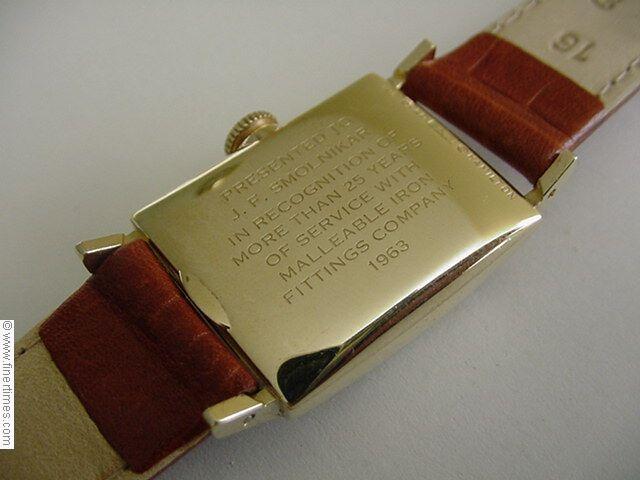 PRESENTED TO
J. F. SMOLNIKAR
IN RECOGNITION OF
MORE THAN 25 YEARS
OF SERVICE WITH
MALLEABLE IRON
FITTINGS COMPANY
1963
16
© www.finertimes.com